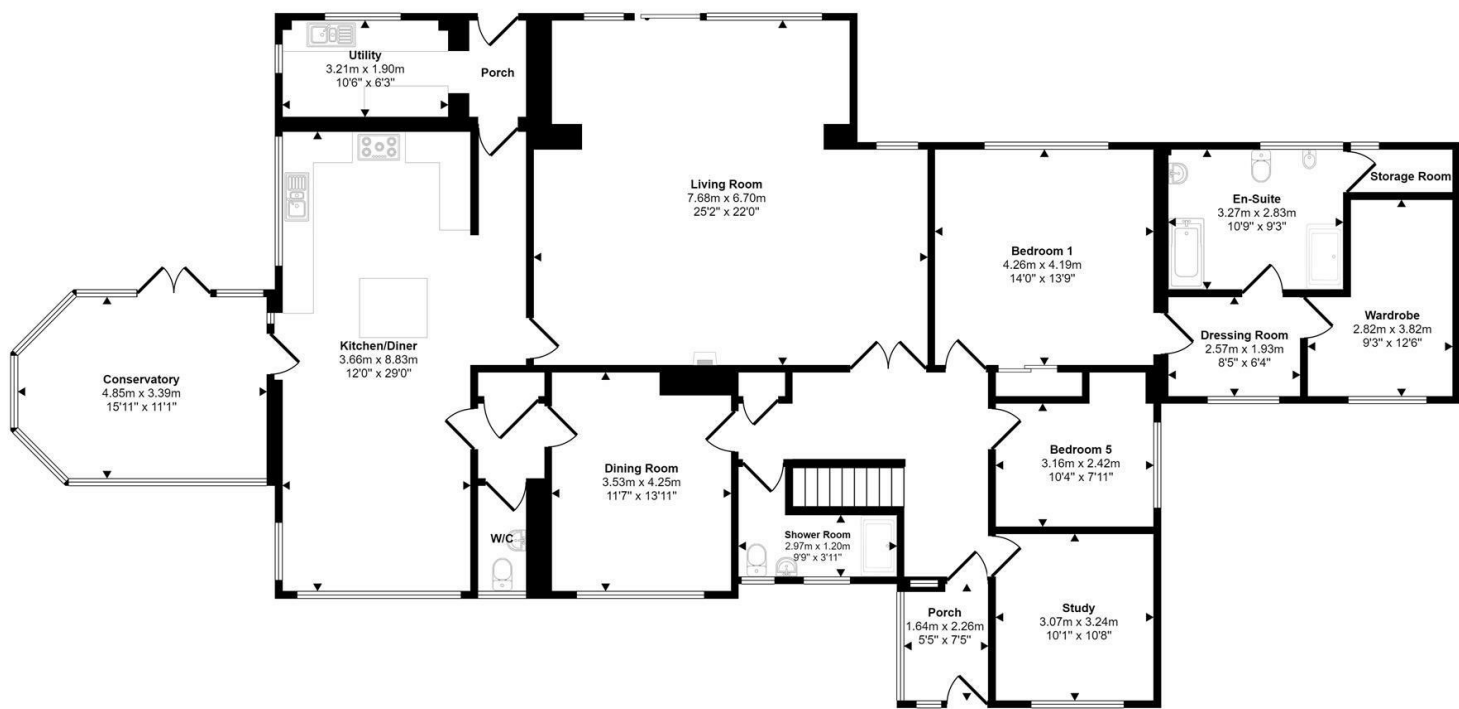 Utility
3.21m x 1.90m
10'6" x 6'3"
Porch
Living Room
7.68m x 6.70m
25'2" x 22'0"
Storage Room
En-Suite
3.27m x 2.83m
10'9" x 9'3"
Bedroom 1
4.26m x 4.19m
14'0" x 13'9"
Wardrobe
2.82m x 3.82m
9'3" x 12'6"
Dressing Room
2.57m x 1.93m
8'5" x 6'4"
Kitchen/Diner
3.66m x 8.83m
12'0" x 29'0"
Conservatory
4.85m x 3.39m
15'11" x 11'1"
Bedroom 5
3.16m x 2.42m
10'4" x 7'11"
Dining Room
3.53m x 4.25m
11'7" x 13'11"
W/C
Shower Room
2.97m x 1.20m
9'9" x 3'11"
Porch
1.64m x 2.26m
5'5" x 7'5"
Study
3.07m x 3.24m
10'1" x 10'8"